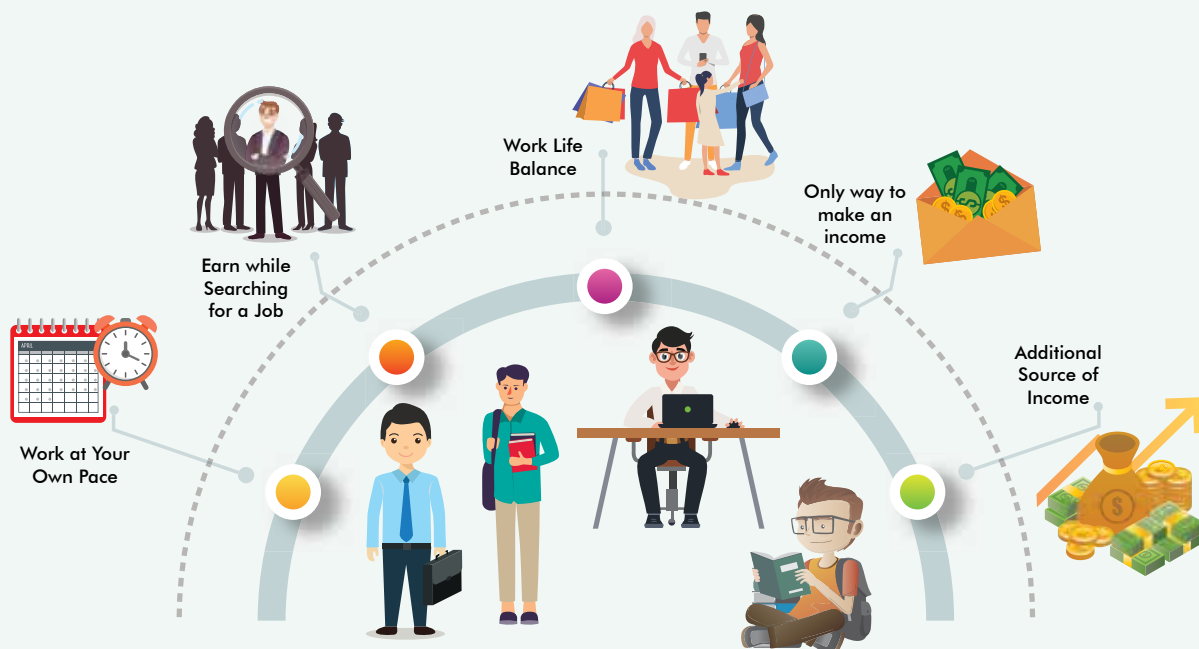 Work Life
Balance
Only way to
make an
income
Earn while
Searching
for a Job
Additional
Source of
Income
Work at Your
Own Pace
APRIL
$
$
$
$
$